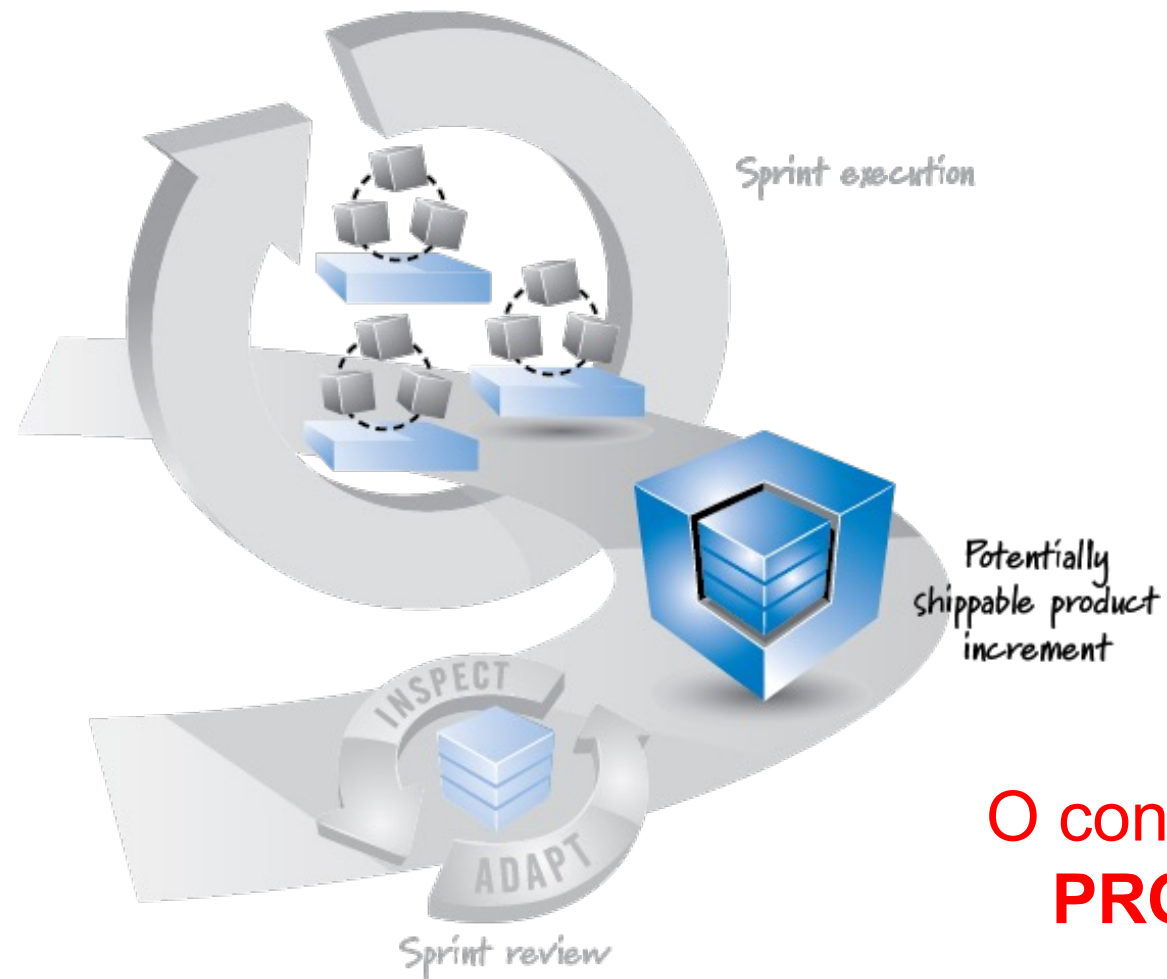 Sprint execution
Potentially
shippable product
increment
INSPECT
ADAPT
Sprint review
O con
PRO